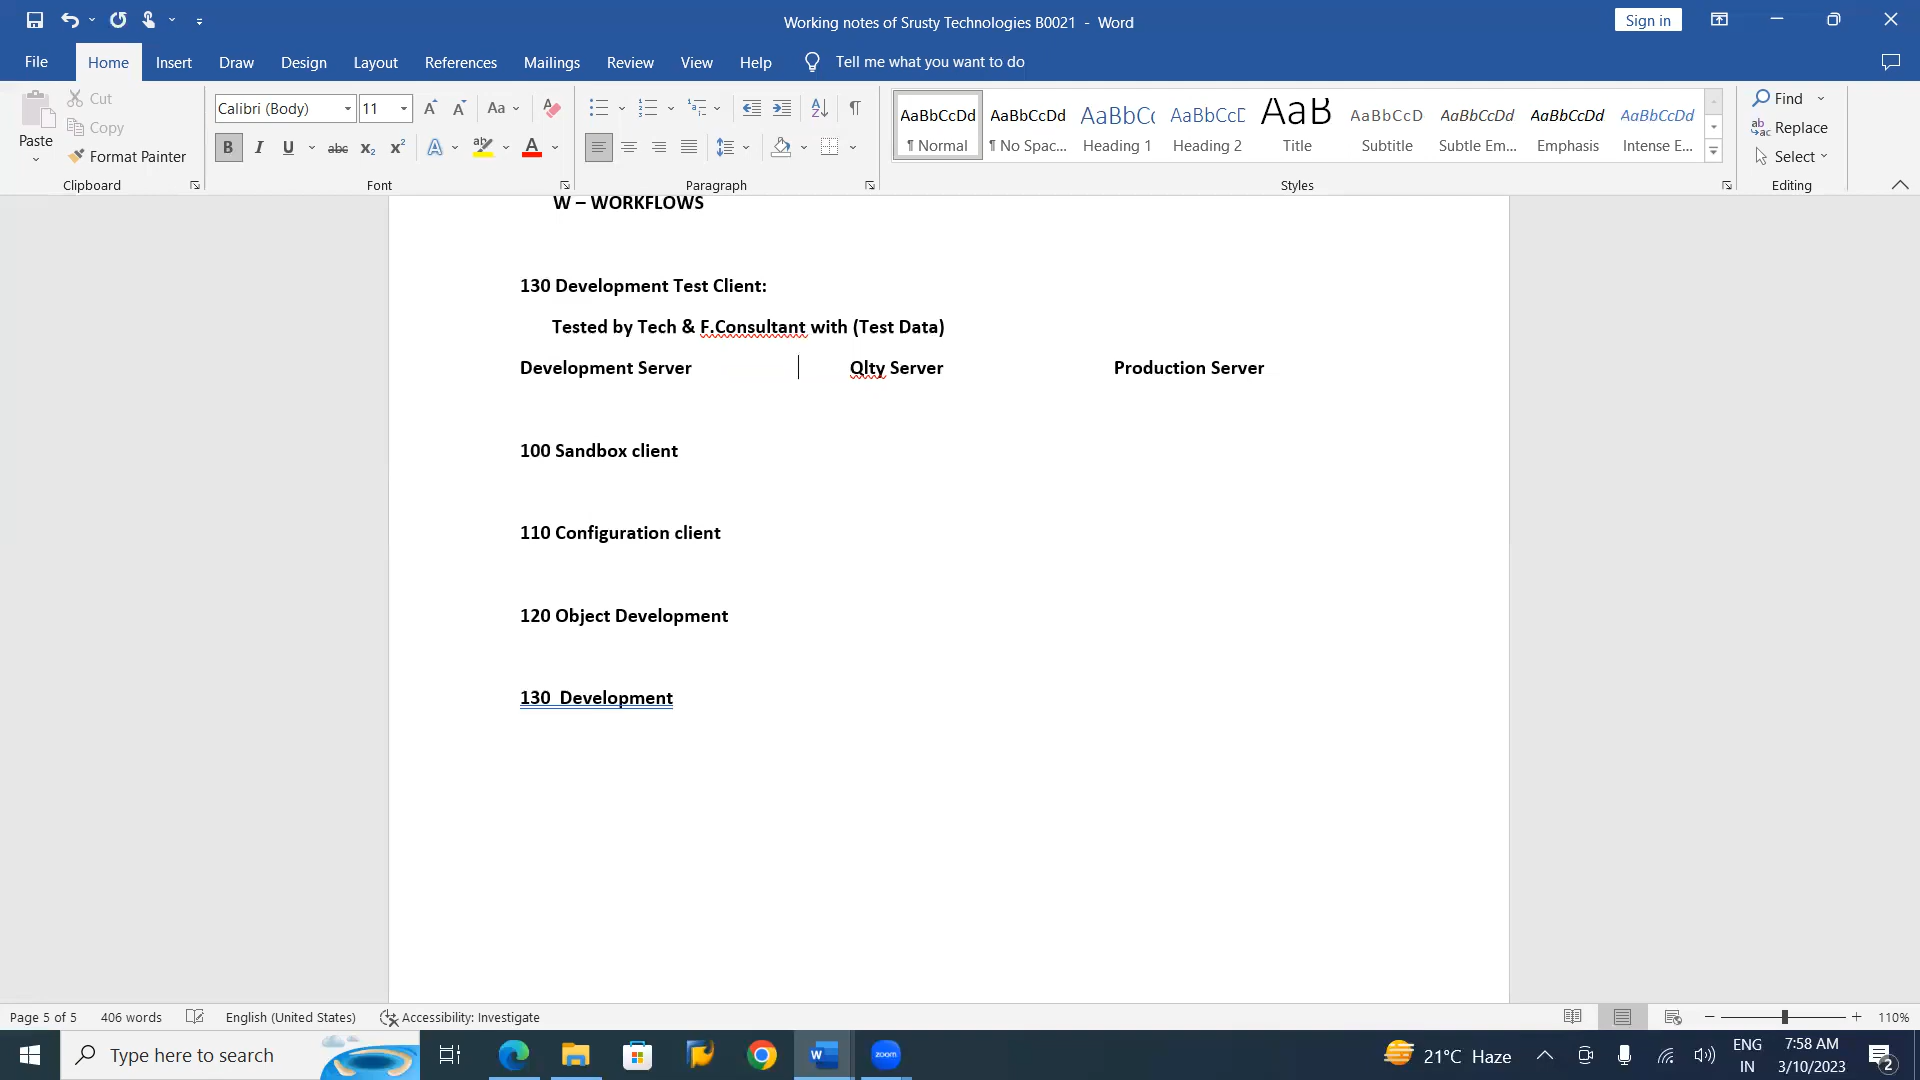 Working notes of Srusty Technologies B0021 - Word
Sign in
File Home Insert Draw Design Layout References Mailings Review View Help Tell me what you want to do
Paste
Cut
Copy
Format Painter
Clipboard
Calibri (Body) 11
Font
Paragraph
AaBbCcDd AaBbCcDd AaBbC AaBbCcC AaB AaBbCcD AaBbCcDd AaBbCcDd AaBbCcDd
¶ Normal ¶ No Spac... Heading 1 Heading 2 Title Subtitle Subtle Em... Emphasis Intense E...
Styles
Find
Replace
Select
Editing
W – WORKFLOWS
130 Development Test Client:
Tested by Tech & F.Consultant with (Test Data)
Development Server Qlty Server Production Server
100 Sandbox client
110 Configuration client
120 Object Development
130 Development
Page 5 of 5 406 words English (United States) Accessibility: Investigate 110%
Type here to search
zoom
21°C Haze
ENG
IN
7:58 AM
3/10/2023
2